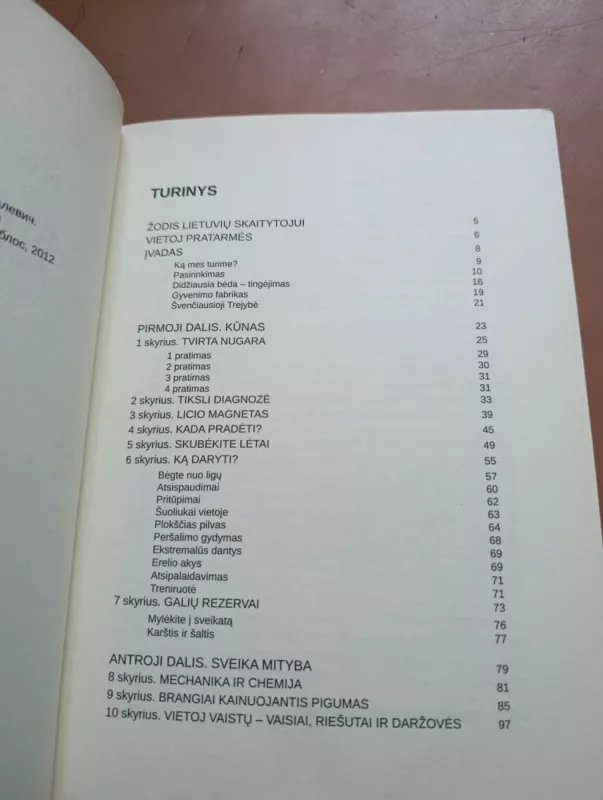 левич.
блос, 2012
TURINYS
ŽODIS LIETUVIŲ SKAITYTOJUI 5
VIETOJ PRATARMĖS 6
ĮVADAS 8
Ką mes turime? 9
Pasirinkimas 10
Didžiausia bėda – tingėjimas 16
Gyvenimo fabrikas 19
Švenčiausioji Trejybė 21
PIRMOJI DALIS. KŪNAS 23
1 skyrius. TVIRTA NUGARA 25
1 pratimas 29
2 pratimas 30
3 pratimas 31
4 pratimas 31
2 skyrius. TIKSLI DIAGNOZĖ 33
3 skyrius. LICIO MAGNETAS 39
4 skyrius. KADA PRADĖTI? 45
5 skyrius. SKUBĖKITE LĖTAI 49
6 skyrius. KĄ DARYTI? 55
Bėgte nuo ligų 57
Atsispaudimai 60
Pritūpimai 62
Šuoliukai vietoje 63
Plokščias pilvas 64
Peršalimo gydymas 68
Ekstremalūs dantys 69
Erelio akys 69
Atsipalaidavimas 71
Treniruotė 71
7 skyrius. GALIŲ REZERVAI 73
Mylėkite į sveikatą 76
Karštis ir šaltis 77
ANTROJI DALIS. SVEIKA MITYBA 79
8 skyrius. MECHANIKA IR CHEMIJA 81
9 skyrius. BRANGIAI KAINUOJANTIS PIGUMAS 85
10 skyrius. VIETOJ VAISTŲ – VAISIAI, RIEŠUTAI IR DARŽOVĖS 97